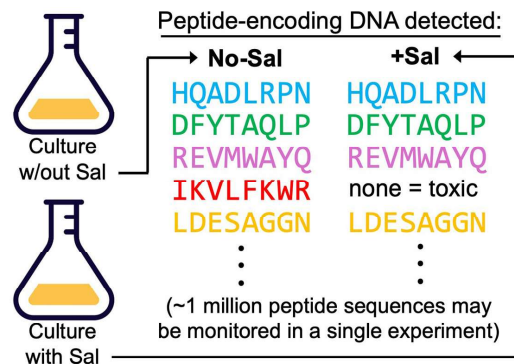 Peptide-encoding DNA detected:
No-Sal +Sal
HQADLRPN HQADLRPN
DFYTAQLP DFYTAQLP
REVMWAYQ REVMWAYQ
IKVLFKWR none = toxic
LDESAGGN LDESAGGN
Culture
w/out Sal
(~1 million peptide sequences may
be monitored in a single experiment)
Culture
with Sal